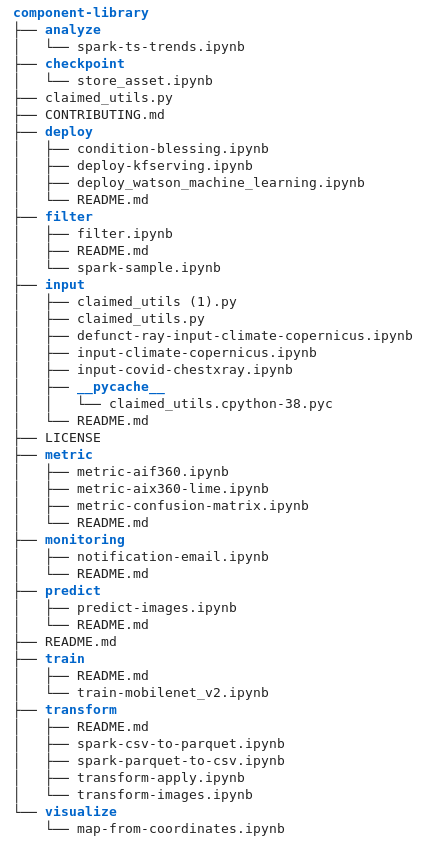 component-library
├── analyze
│   └── spark-ts-trends.ipynb
├── checkpoint
│   └── store_asset.ipynb
├── claimed_utils.py
├── CONTRIBUTING.md
├── deploy
│   ├── condition-blessing.ipynb
│   ├── deploy-kfserving.ipynb
│   ├── deploy_watson_machine_learning.ipynb
│   └── README.md
├── filter
│   ├── filter.ipynb
│   ├── README.md
│   └── spark-sample.ipynb
├── input
│   ├── claimed_utils (1).py
│   ├── claimed_utils.py
│   ├── defunct-ray-input-climate-copernicus.ipynb
│   ├── input-climate-copernicus.ipynb
│   ├── input-covid-chestxray.ipynb
│   ├── __pycache__
│   │   └── claimed_utils.cpython-38.pyc
│   └── README.md
├── LICENSE
├── metric
│   ├── metric-aif360.ipynb
│   ├── metric-aix360-lime.ipynb
│   ├── metric-confusion-matrix.ipynb
│   └── README.md
├── monitoring
│   ├── notification-email.ipynb
│   └── README.md
├── predict
│   ├── predict-images.ipynb
│   └── README.md
├── README.md
├── train
│   ├── README.md
│   └── train-mobilenet_v2.ipynb
├── transform
│   ├── README.md
│   ├── spark-csv-to-parquet.ipynb
│   ├── spark-parquet-to-csv.ipynb
│   ├── transform-apply.ipynb
│   └── transform-images.ipynb
└── visualize
    └── map-from-coordinates.ipynb